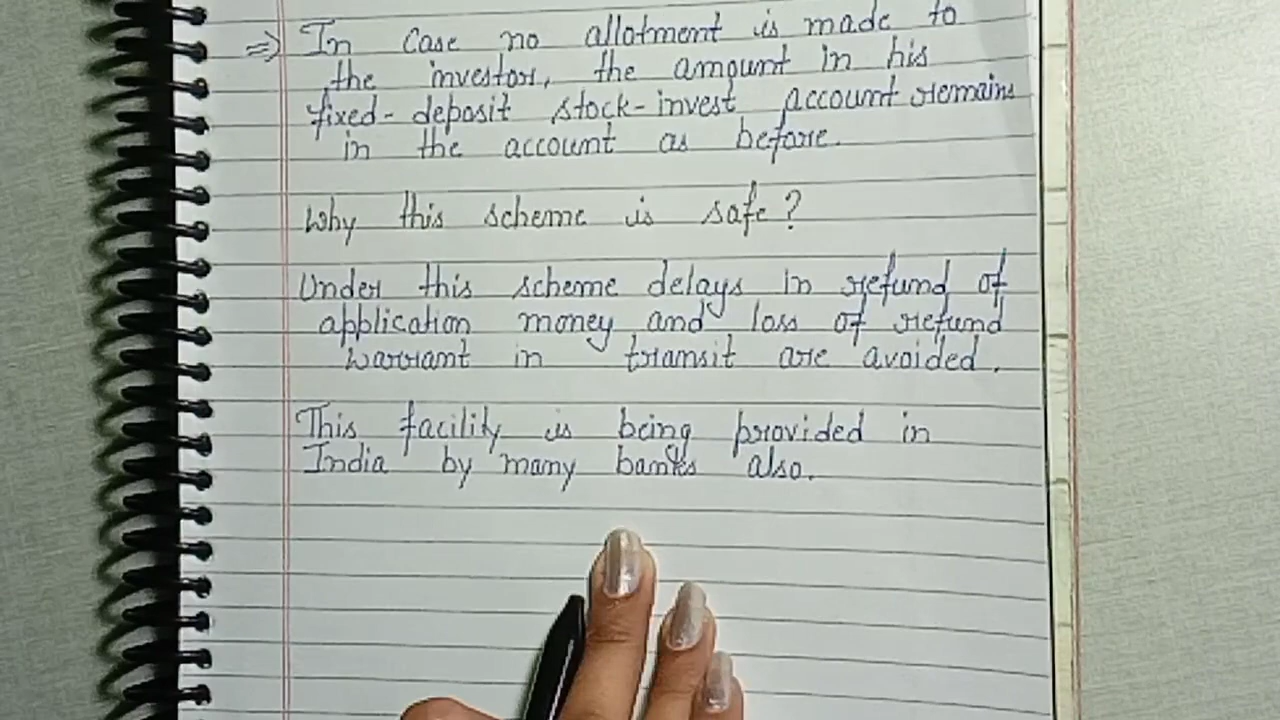 ⇒ In case no allotment is made to
the investor, the amount in his
fixed-deposit stock-invest account remains
in the account as before.
Why this scheme is safe?
Under this scheme delays in refund of
application money and loss of refund
warrant in transit are avoided.
This facility is being provided in
India by many banks also.